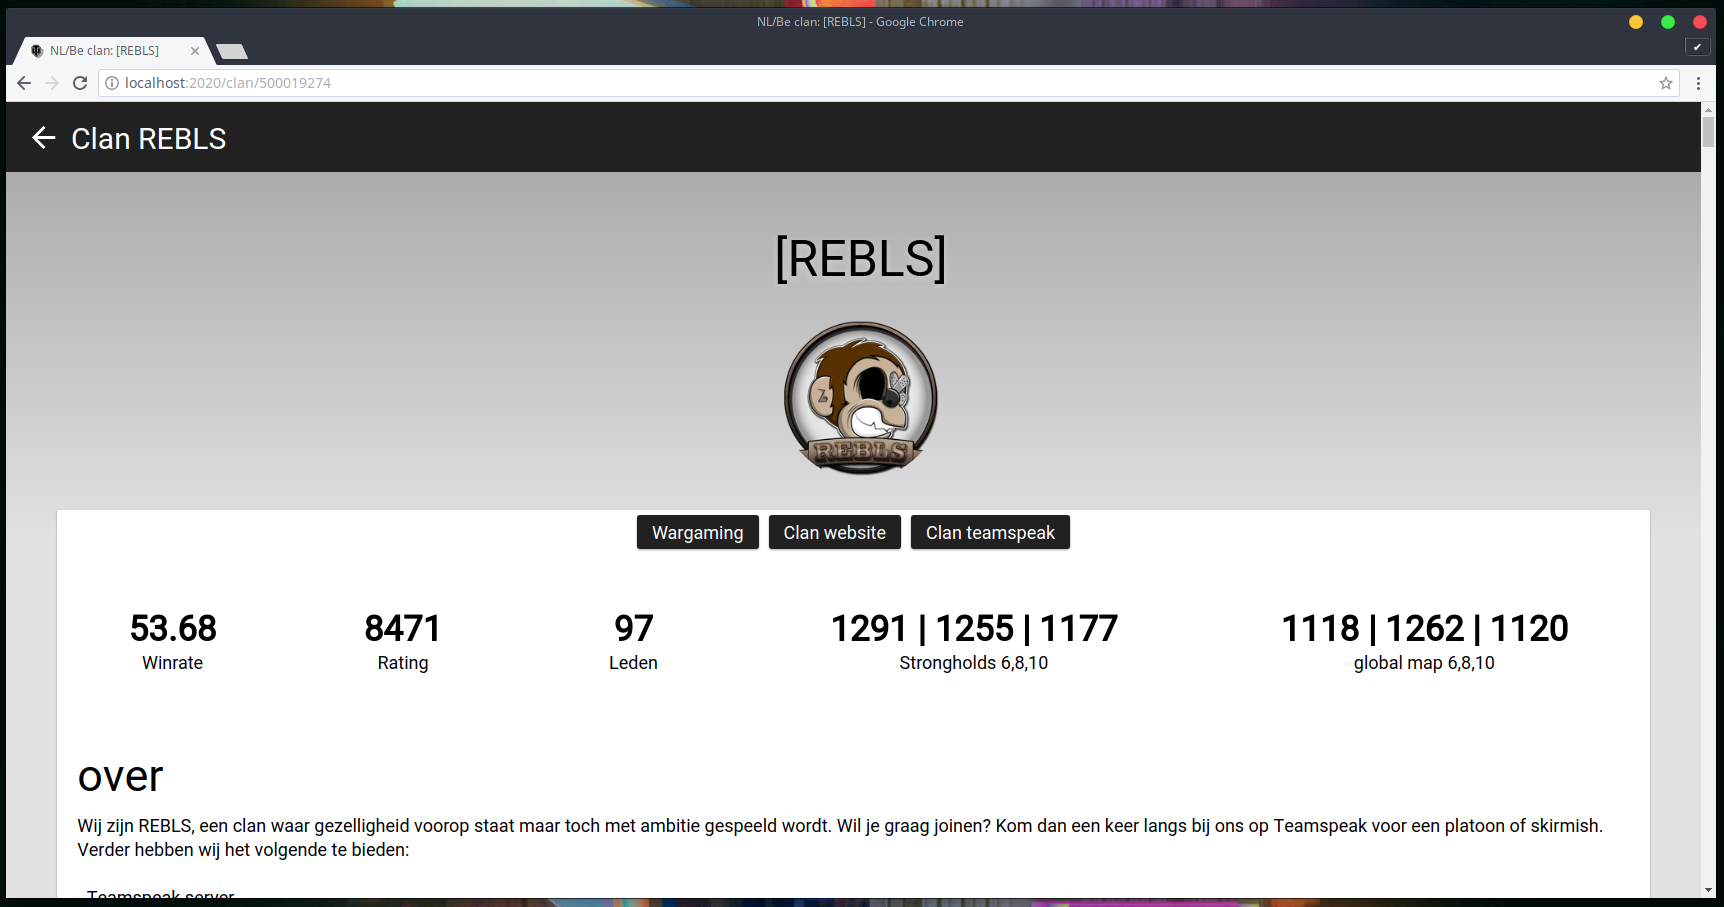 NL/Be clan: [REBLS] - Google Chrome
NL/Be clan: [REBLS]
localhost:2020/clan/500019274
Clan REBLS
[REBLS]
REBLS
Wargaming
Clan website
Clan teamspeak
53.68
Winrate
8471
Rating
97
Leden
1291 | 1255 | 1177
Strongholds 6,8,10
1118 | 1262 | 1120
global map 6,8,10
over
Wij zijn REBLS, een clan waar gezelligheid voorop staat maar toch met ambitie gespeeld wordt. Wil je graag joinen? Kom dan een keer langs bij ons op Teamspeak voor een platoon of skirmish.
Verder hebben wij het volgende te bieden:
- Teamspeak server